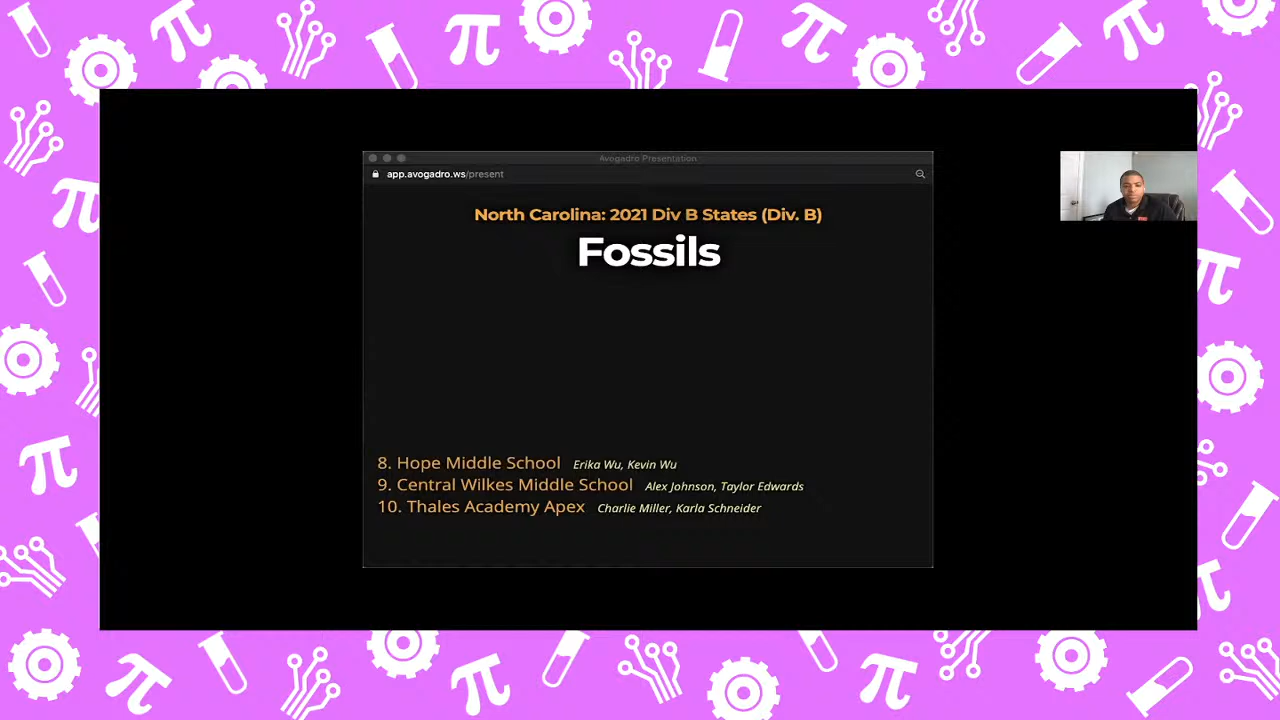 Avogadro Presentation
app.avogadro.ws/present
North Carolina: 2021 Div B States (Div. B)
Fossils
8. Hope Middle School Erika Wu, Kevin Wu
9. Central Wilkes Middle School Alex Johnson, Taylor Edwards
10. Thales Academy Apex Charlie Miller, Karla Schneider